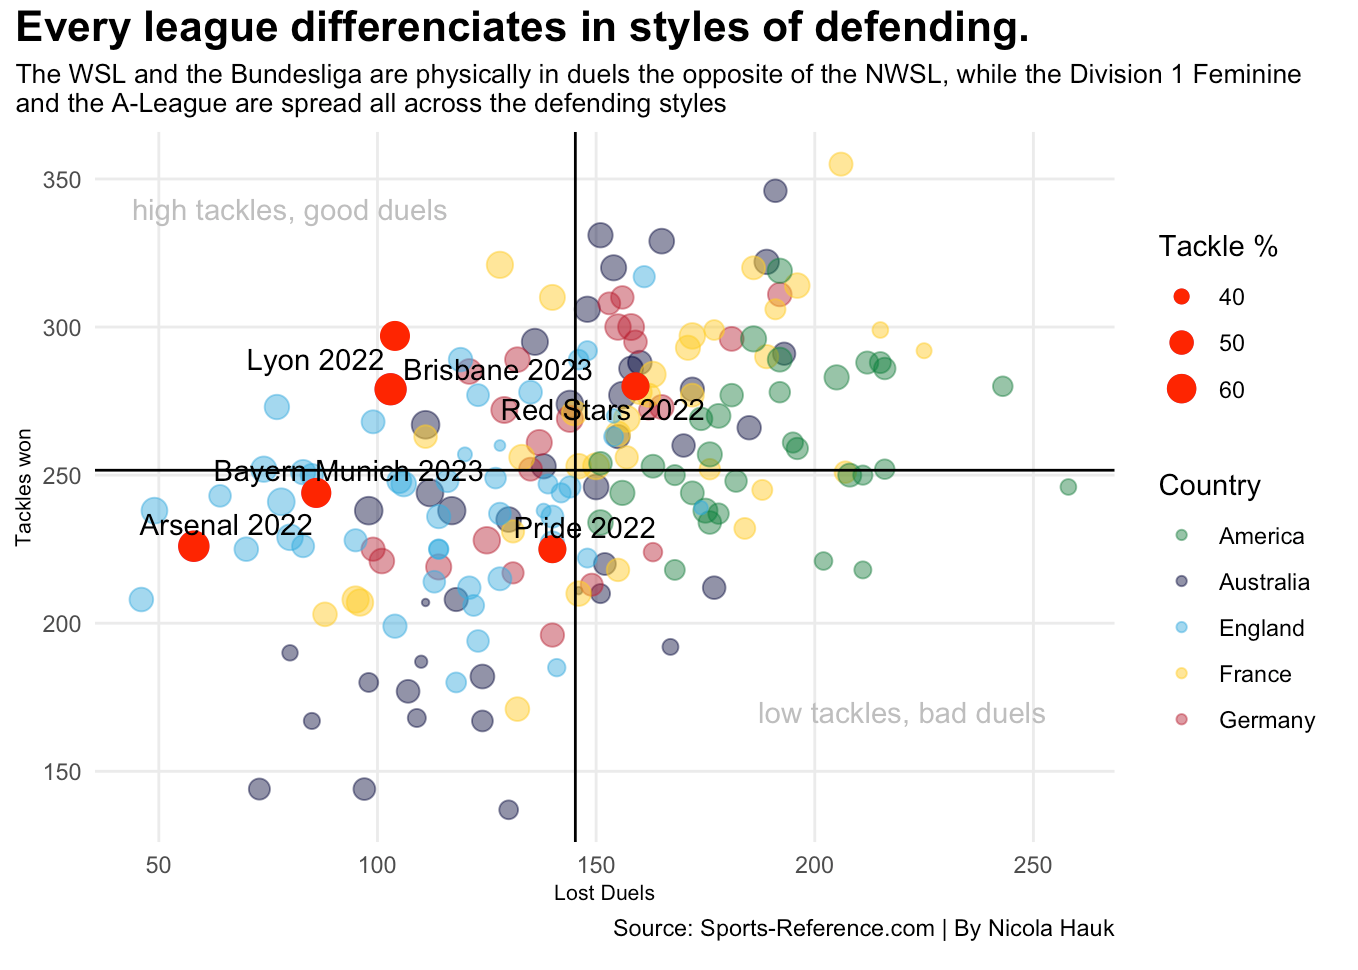 Every league differenciates in styles of defending.
The WSL and the Bundesliga are physically in duels the opposite of the NWSL, while the Division 1 Feminine
and the A-League are spread all across the defending styles
350
300
250
200
150
Tackles won
high tackles, good duels
Lyon 2022
Brisbane 2023
Red Stars 2022
Bayern Munich 2023
Arsenal 2022
Pride 2022
low tackles, bad duels
50
100
150
200
250
Lost Duels
Tackle %
40
50
60
Country
America
Australia
England
France
Germany
Source: Sports-Reference.com | By Nicola Hauk